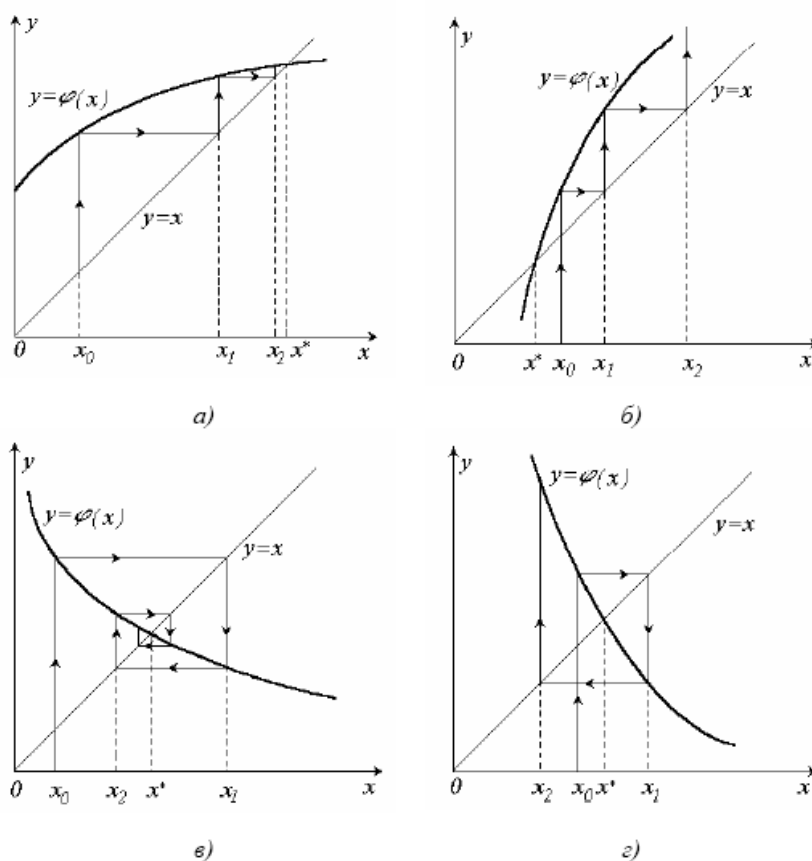 y
y=φ(x)
y=x
0 x₀ x₁ x₂ x* x
а)
y
y=φ(x)
y=x
0 x* x₀ x₁ x₂ x
б)
y
y=φ(x)
y=x
0 x₀ x₂ x* x₁ x
в)
y
y=φ(x)
y=x
0 x₂ x₀ x* x₁ x
г)